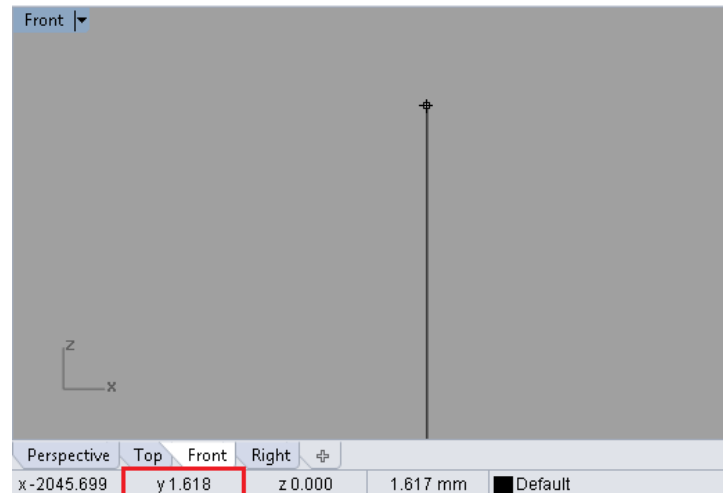 Front
z
x
Perspective Top Front Right
x -2045.699 y 1.618 z 0.000 1.617 mm Default